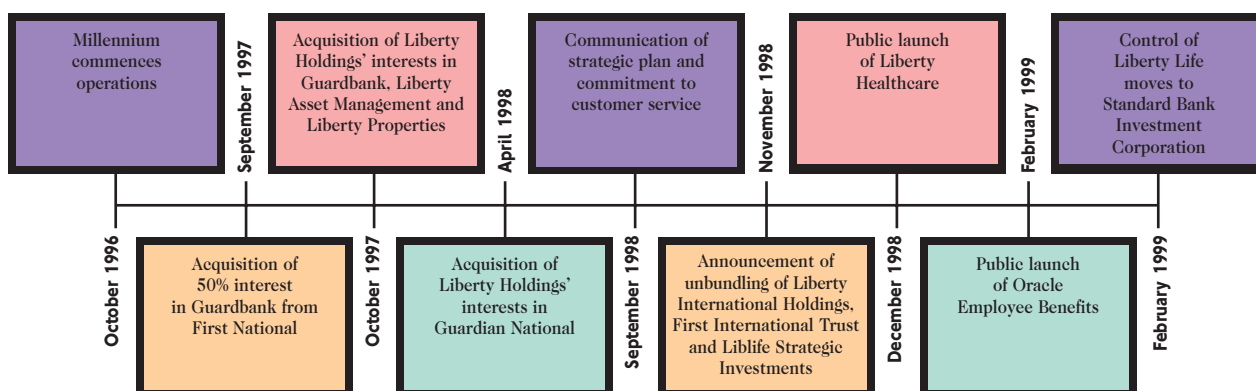 Millennium
commences
operations
October 1996
September 1997
Acquisition of
50% interest
in Guardbank from
First National
Acquisition of Liberty
Holdings' interests in
Guardbank, Liberty
Asset Management and
Liberty Properties
October 1997
April 1998
Acquisition of
Liberty Holdings'
interests in
Guardian National
Communication of
strategic plan and
commitment to
customer service
September 1998
November 1998
Announcement of
unbundling of Liberty
International Holdings,
First International Trust
and Liblife Strategic
Investments
Public launch
of Liberty
Healthcare
December 1998
February 1999
Public launch
of Oracle
Employee Benefits
Control of
Liberty Life
moves to
Standard Bank
Investment
Corporation
February 1999